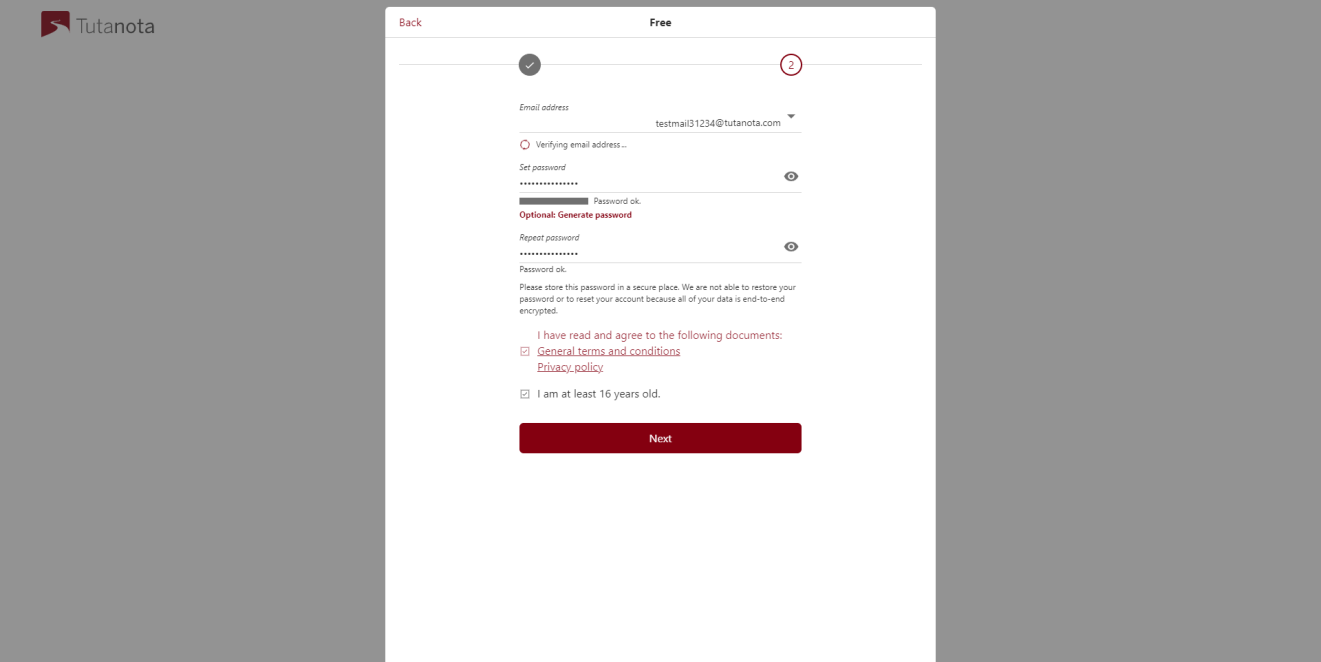 Tutanota
Back
Free
2
Email address
testmail31234@tutanota.com
Verifying email address ...
Set password
•••••••••••••••
Password ok.
Optional: Generate password
Repeat password
•••••••••••••••
Password ok.
Please store this password in a secure place. We are not able to restore your
password or to reset your account because all of your data is end-to-end
encrypted.
I have read and agree to the following documents:
General terms and conditions
Privacy policy
I am at least 16 years old.
Next